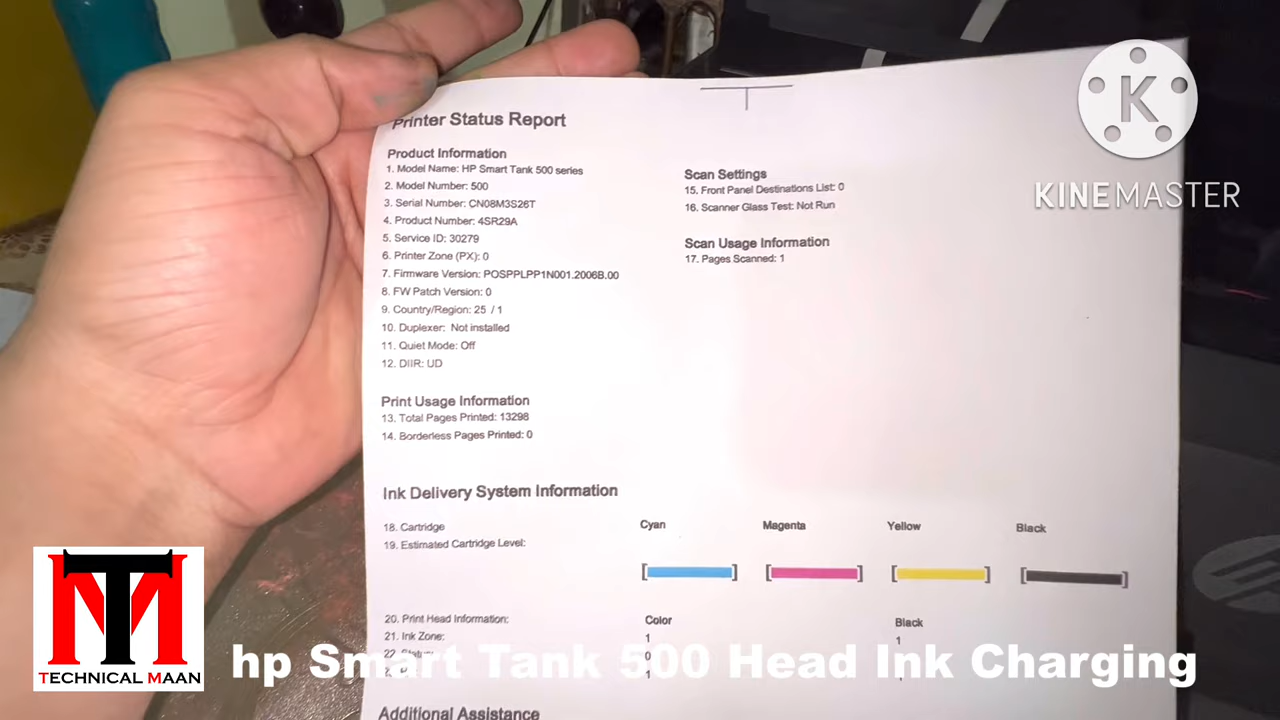 Printer Status Report
Product Information
1. Model Name: HP Smart Tank 500 series
2. Model Number: 500
3. Serial Number: CN08M3S26T
4. Product Number: 4SR29A
5. Service ID: 30279
6. Printer Zone (PX): 0
7. Firmware Version: POSPPLPP1N001.2006B.00
8. FW Patch Version: 0
9. Country/Region: 25 / 1
10. Duplexer: Not installed
11. Quiet Mode: Off
12. DIIR: UD
Print Usage Information
13. Total Pages Printed: 13298
14. Borderless Pages Printed: 0
Scan Settings
15. Front Panel Destinations List: 0
16. Scanner Glass Test: Not Run
Scan Usage Information
17. Pages Scanned: 1
Ink Delivery System Information
18. Cartridge Cyan Magenta Yellow Black
19. Estimated Cartridge Level:
20. Print Head Information: Color Black
21. Ink Zone: 1 1
22. 0
1
Additional Assistance
K
KINEMASTER
TM
TECHNICAL MAAN
hp Smart Tank 500 Head Ink Charging